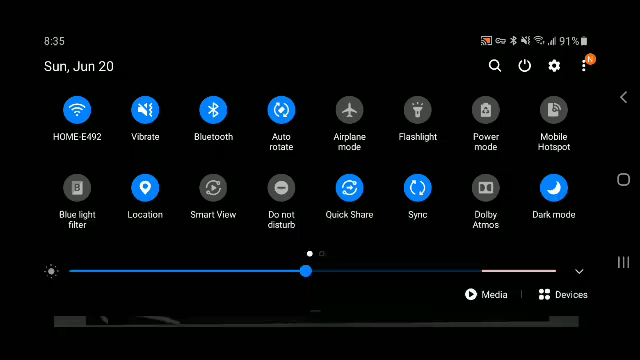 8:35
91%
Sun, Jun 20
N
HOME-E492
Vibrate
Bluetooth
Auto
rotate
Airplane
mode
Flashlight
Power
mode
Mobile
Hotspot
B
Blue light
filter
Location
Smart View
Do not
disturb
Quick Share
Sync
Dolby
Atmos
Dark mode
Media
Devices